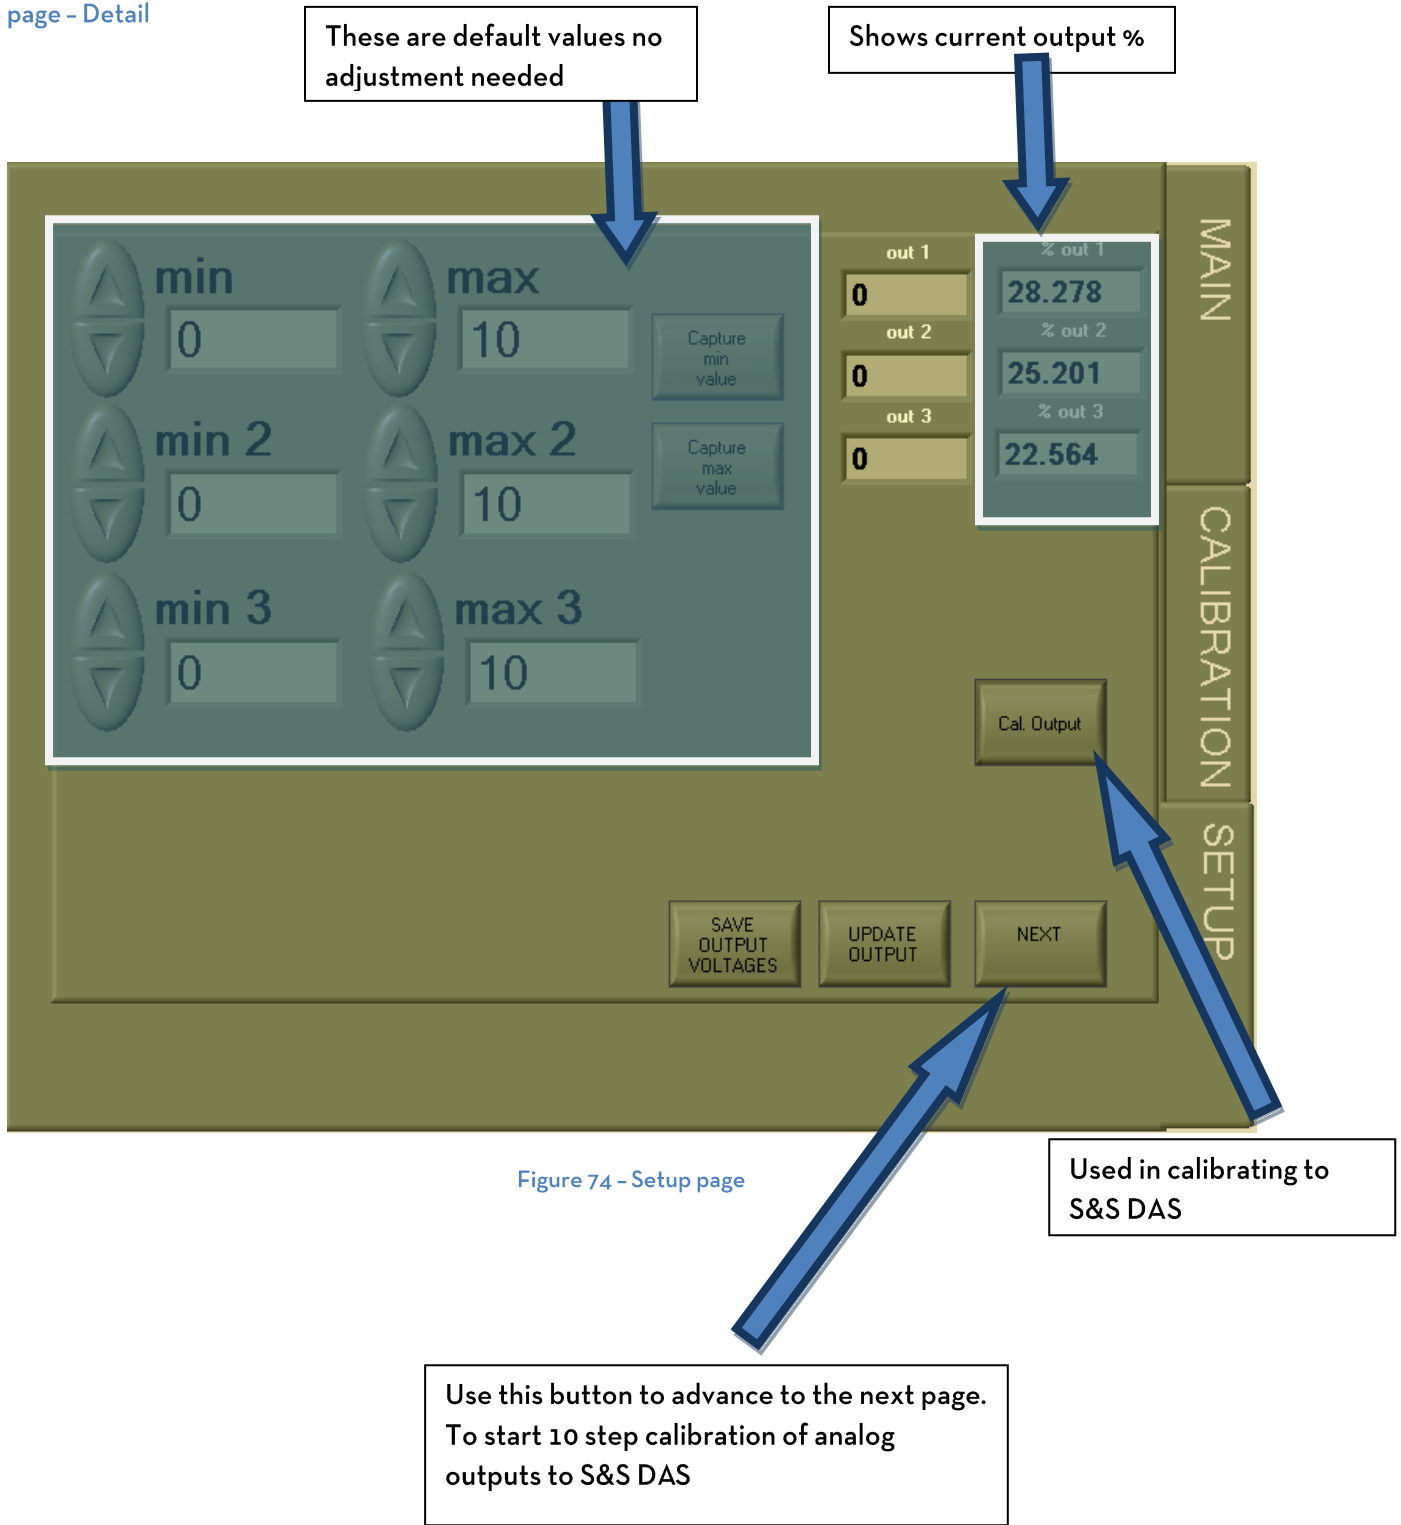 page – Detail
These are default values no
adjustment needed
Shows current output %
min
0
max
10
Capture
min
value
min 2
0
max 2
10
Capture
max
value
min 3
0
max 3
10
out 1
0
out 2
0
out 3
0
% out 1
28.278
% out 2
25.201
% out 3
22.564
MAIN
CALIBRATION
SETUP
Cal. Output
SAVE
OUTPUT
VOLTAGES
UPDATE
OUTPUT
NEXT
Figure 74 – Setup page
Used in calibrating to
S&S DAS
Use this button to advance to the next page.
To start 10 step calibration of analog
outputs to S&S DAS